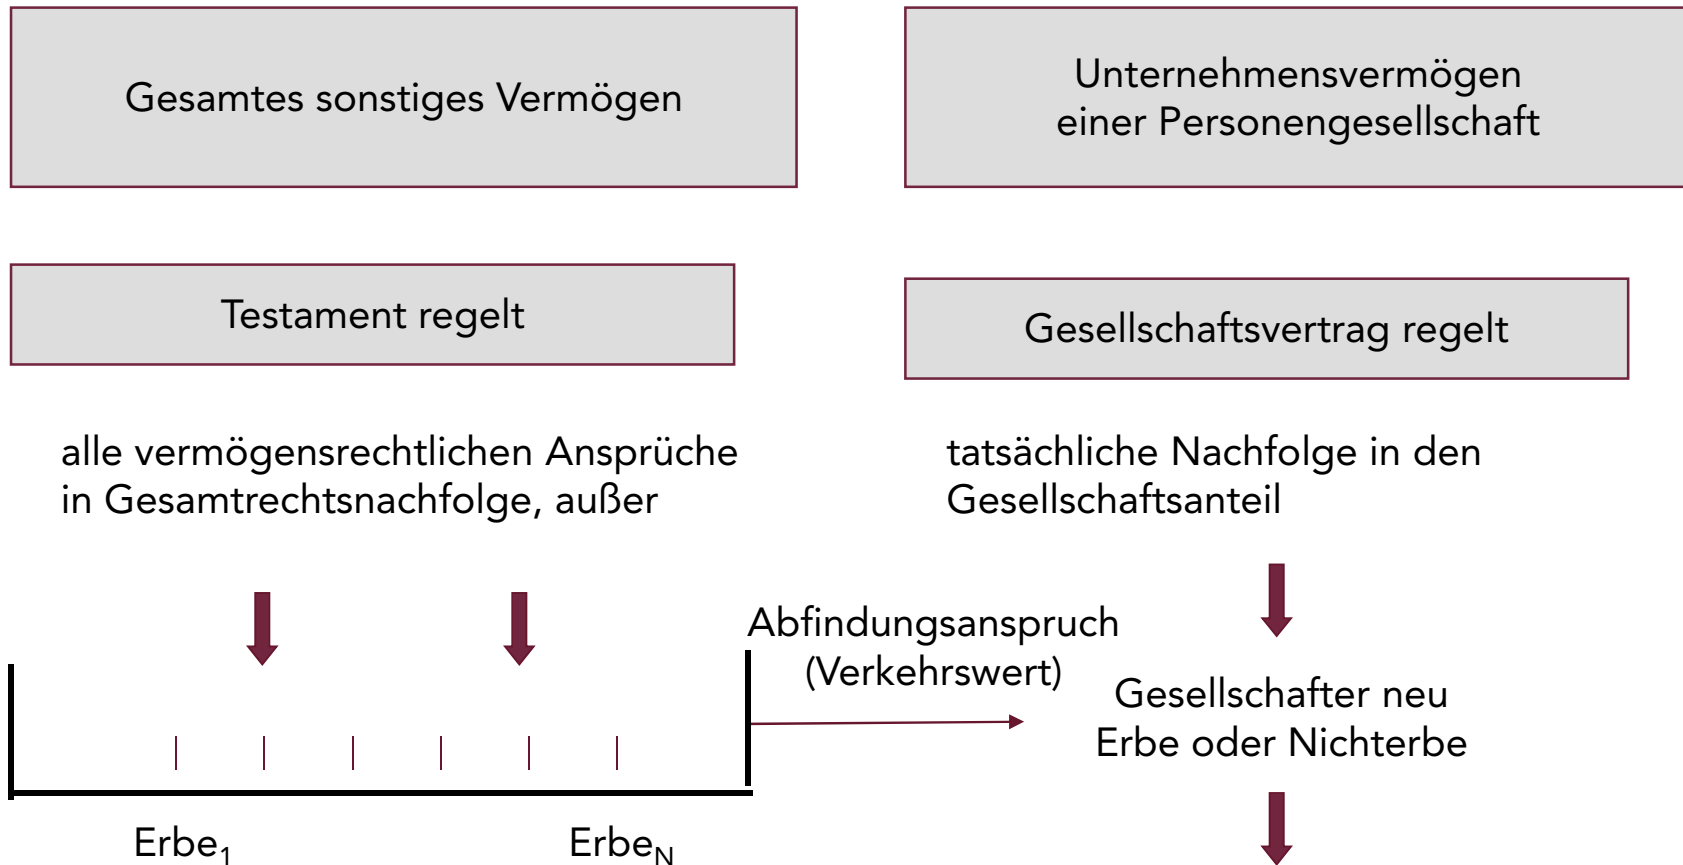 Gesamtes sonstiges Vermögen
Unternehmensvermögen
einer Personengesellschaft
Testament regelt
Gesellschaftsvertrag regelt
alle vermögensrechtlichen Ansprüche
in Gesamtrechtsnachfolge, außer
tatsächliche Nachfolge in den
Gesellschaftsanteil
Abfindungsanspruch
(Verkehrswert)
Gesellschafter neu
Erbe oder Nichterbe
Erbe₁
Erbe_N